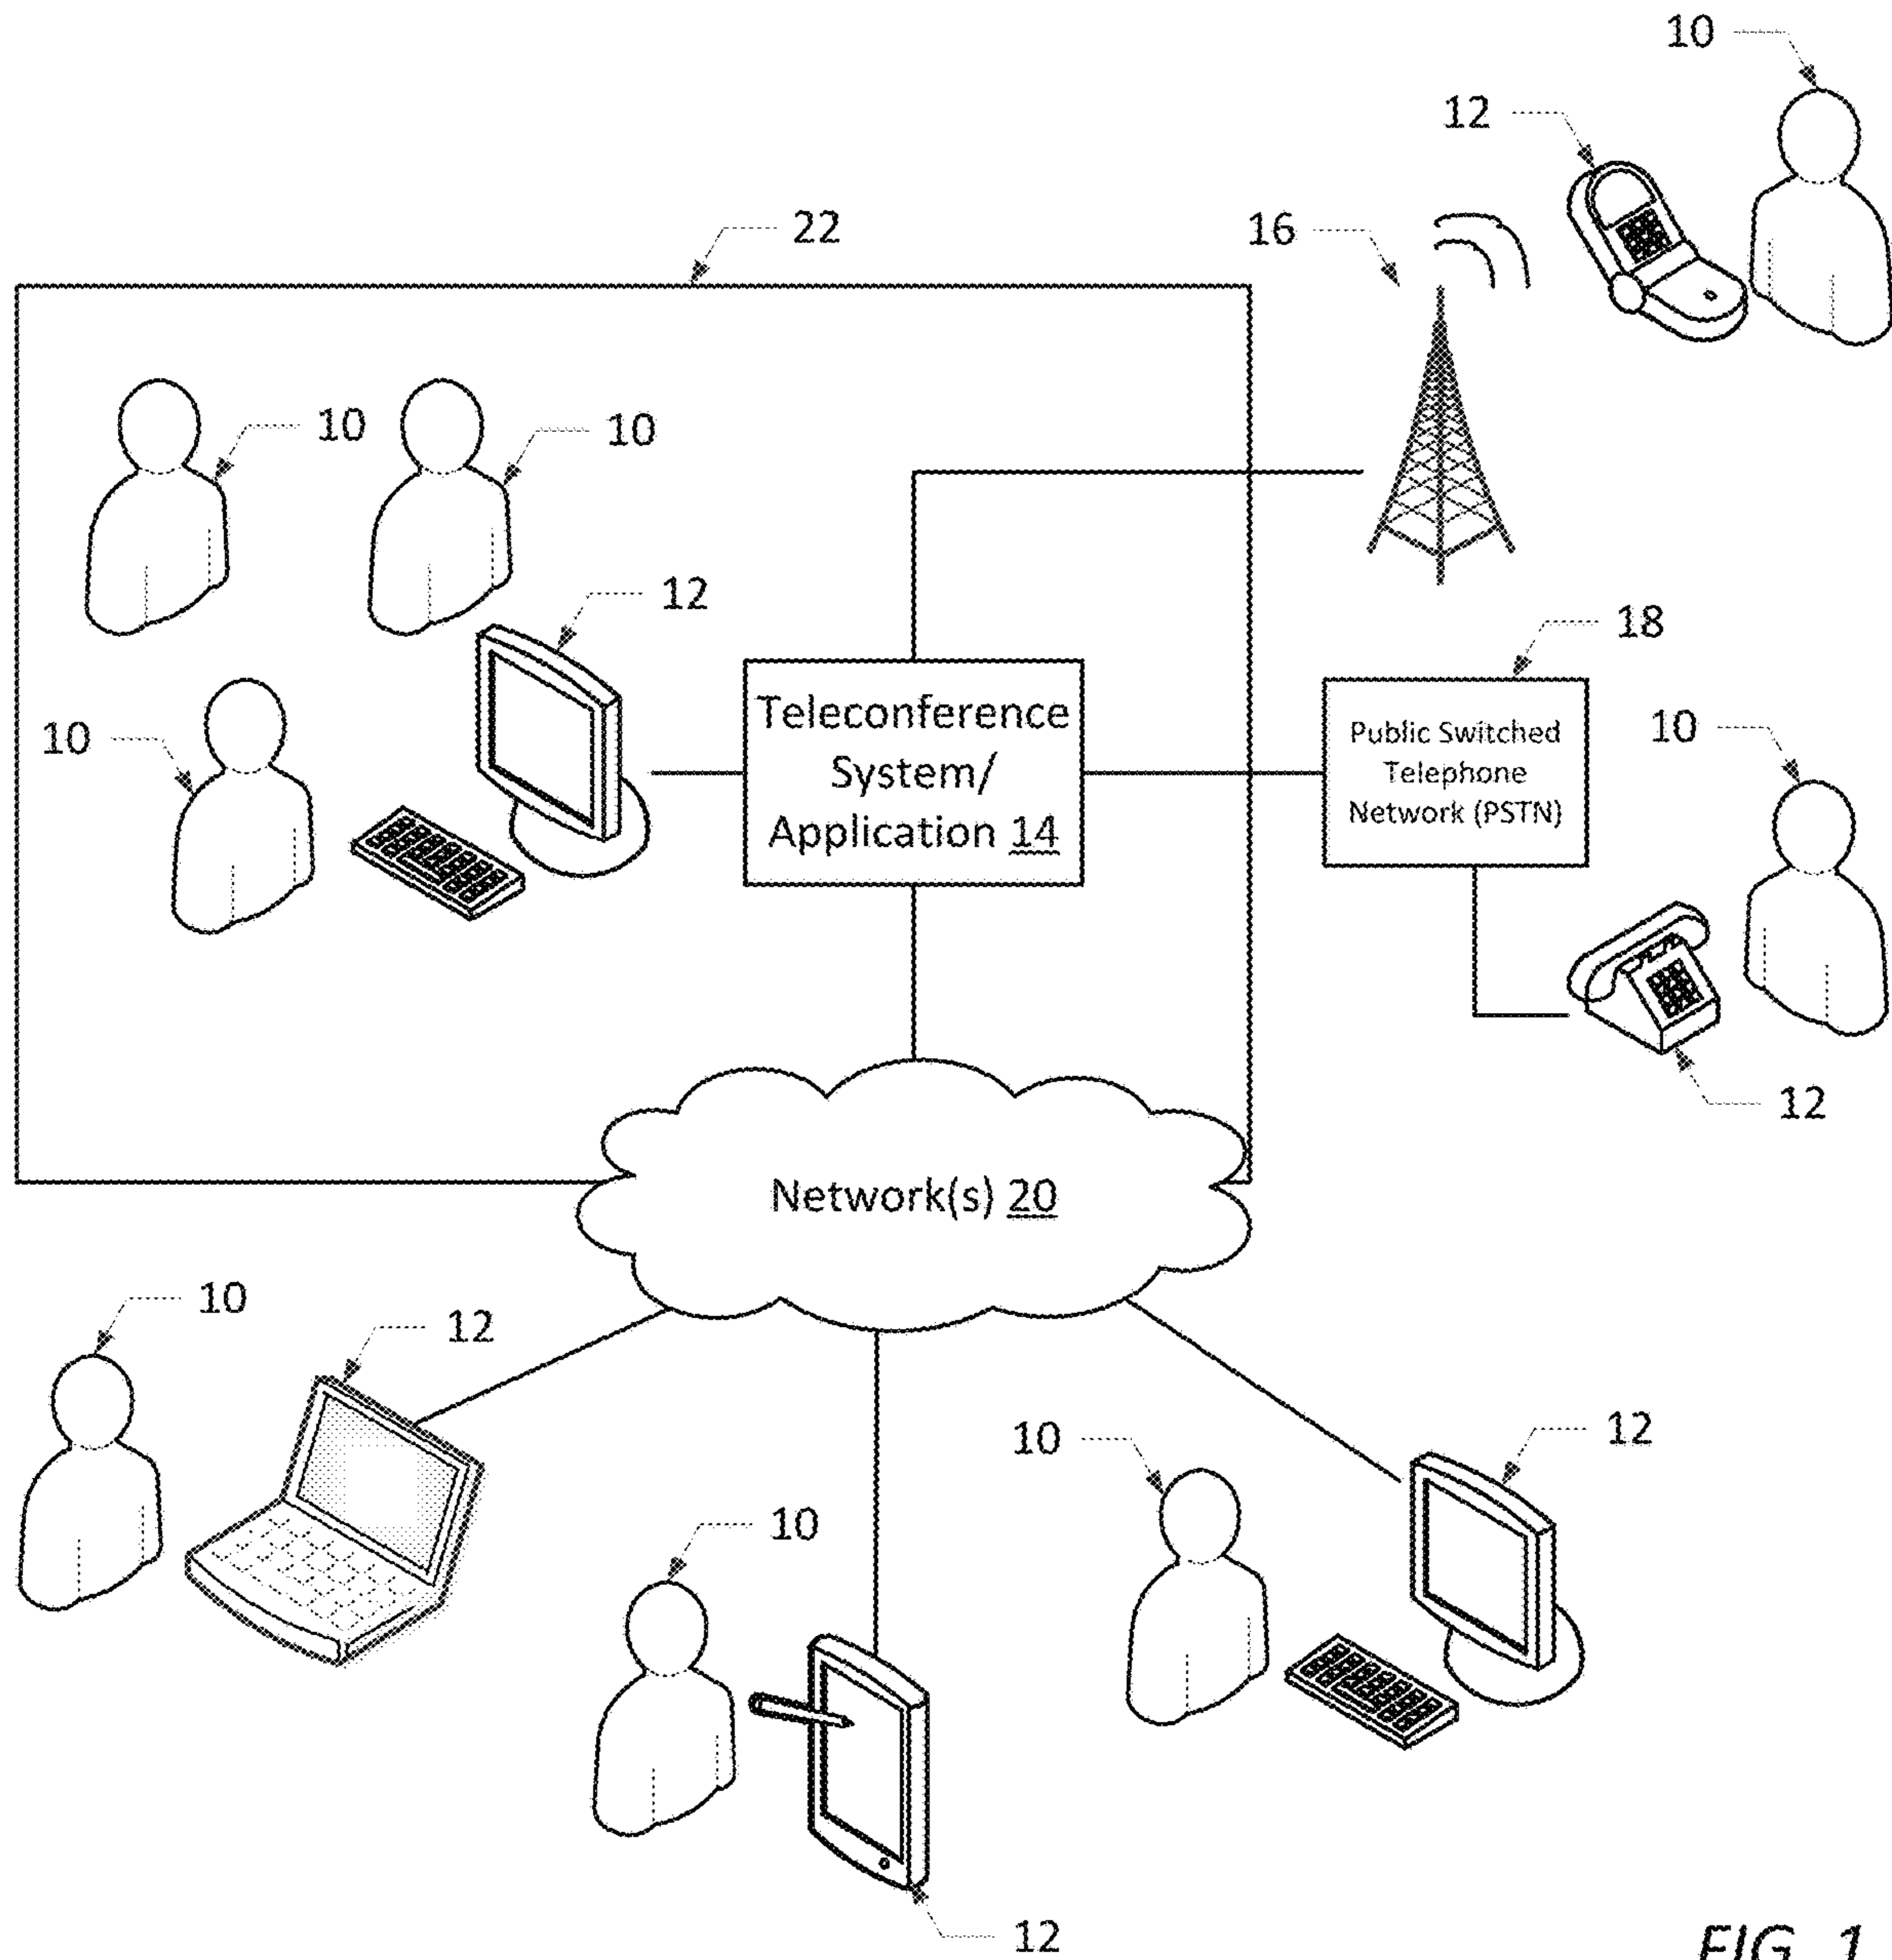 10
12
22
16
10
10
12
18
Teleconference
System/
Application 14
Public Switched
Telephone
Network (PSTN)
10
10
12
Network(s) 20
10
12
10
12
10
12
FIG. 1